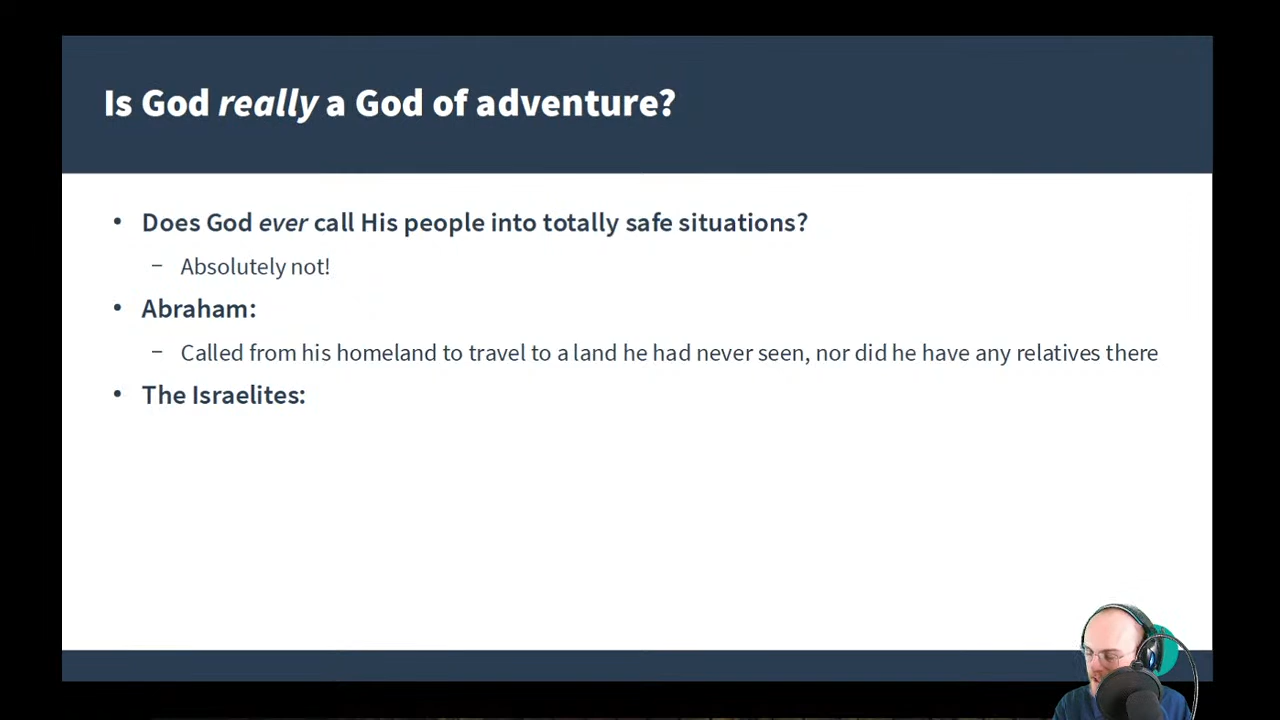 Is God really a God of adventure?
• Does God ever call His people into totally safe situations?
– Absolutely not!
• Abraham:
– Called from his homeland to travel to a land he had never seen, nor did he have any relatives there
• The Israelites: